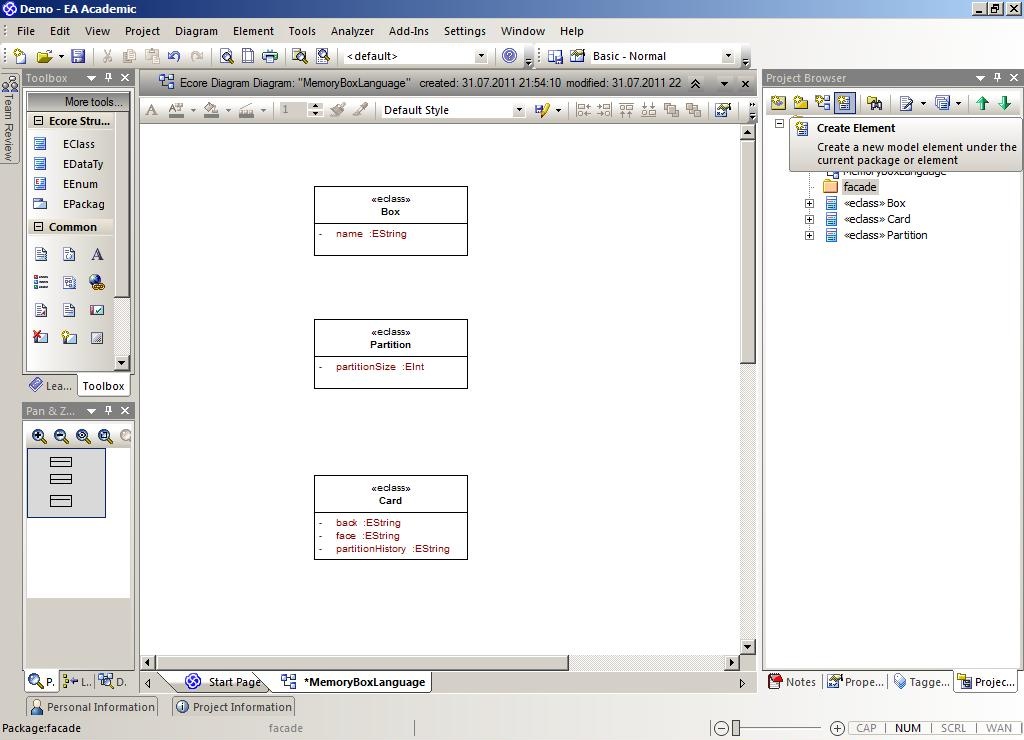 Demo - EA Academic
File Edit View Project Diagram Element Tools Analyzer Add-Ins Settings Window Help
<default>
Basic - Normal
Team Review
Toolbox
More tools...
Ecore Stru...
EClass
EDataTy
EEnum
EPackag
Common
A
Lea...
Toolbox
Pan & Z...
P.
L..
D.
Ecore Diagram Diagram: "MemoryBoxLanguage" created: 31.07.2011 21:54:10 modified: 31.07.2011 22
A
1
Default Style
«eclass»
Box
- name :EString
«eclass»
Partition
- partitionSize :EInt
«eclass»
Card
- back :EString
- face :EString
- partitionHistory :EString
Start Page
*MemoryBoxLanguage
Project Browser
Create Element
Create a new model element under the
current package or element
MemoryBoxLanguage
facade
«eclass» Box
«eclass» Card
«eclass» Partition
Notes
Prope...
Tagge...
Projec...
Personal Information
Project Information
Package:facade
facade
CAP NUM SCRL WAN